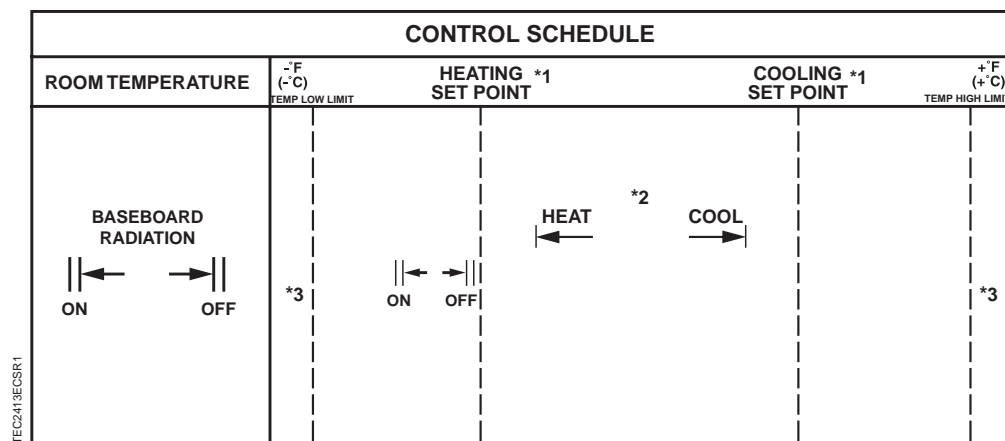 CONTROL SCHEDULE
ROOM TEMPERATURE
-°F
(-°C)
TEMP LOW LIMIT
HEATING *1
SET POINT
COOLING *1
SET POINT
+°F
(+°C)
TEMP HIGH LIMIT
BASEBOARD
RADIATION
ON OFF
*3
ON OFF
HEAT *2 COOL
*3
TEC2413ECSR1